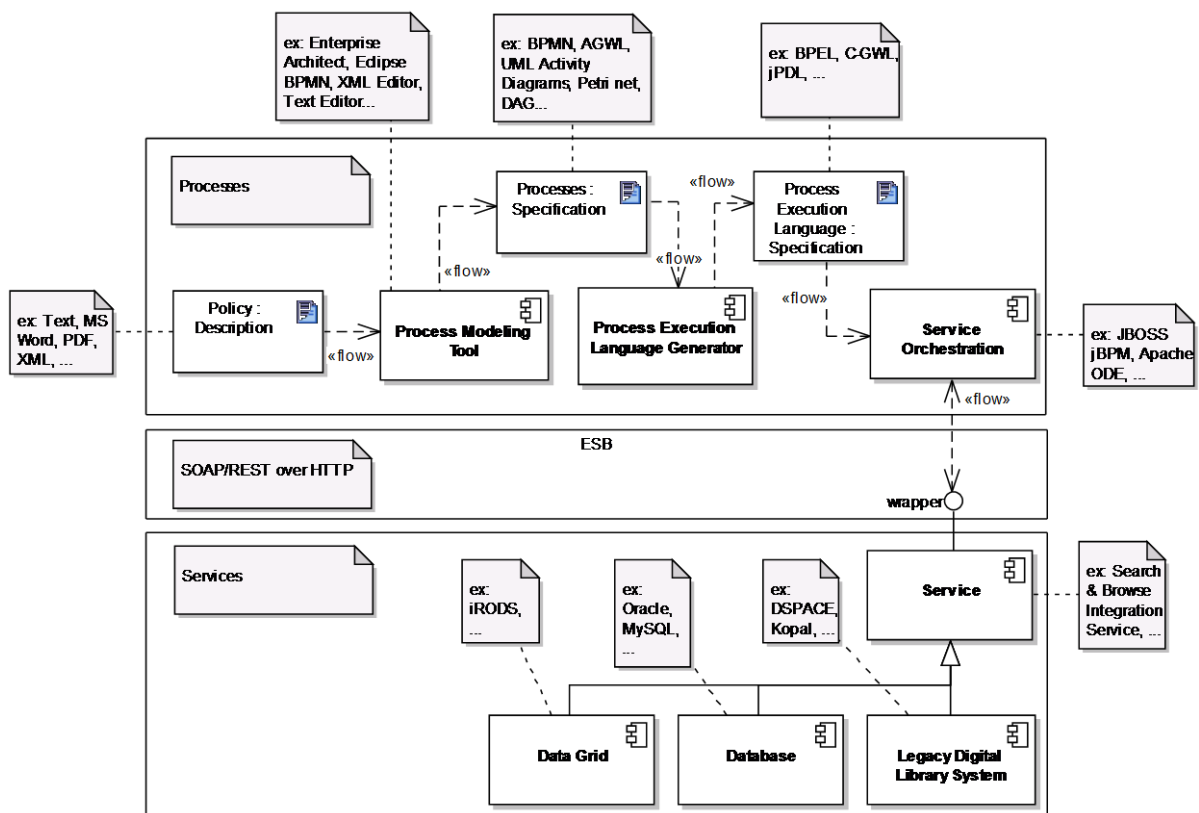 ex: Enterprise
Architect, Eclipse
BPMN, XML Editor,
Text Editor...
ex: BPMN, AGWL,
UML Activity
Diagrams, Petri net,
DAG...
ex: BPEL, C-GWL,
jPDL, ...
Processes
Processes :
Specification
«flow»
Process
Execution
Language :
Specification
«flow»
«flow»
«flow»
ex: Text, MS
Word, PDF,
XML, ...
Policy :
Description
«flow»
Process Modeling
Tool
Process Execution
Language Generator
Service
Orchestration
ex: JBOSS
jBPM, Apache
ODE, ...
«flow»
ESB
SOAP/REST over HTTP
wrapper
Services
ex:
iRODS,
...
ex:
Oracle,
MySQL,
...
ex:
DSPACE,
Kopal, ...
Service
ex: Search
& Browse
Integration
Service, ...
Data Grid
Database
Legacy Digital
Library System